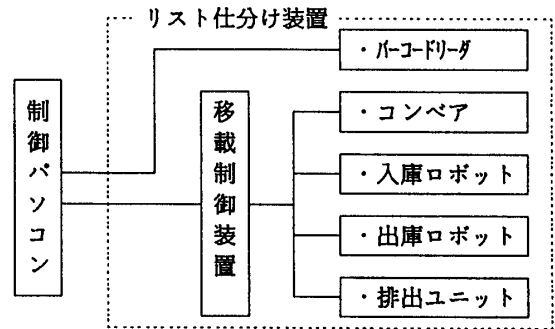 リスト仕分け装置
・バーコードリーダ
制御パソコン
移載制御装置
・コンベア
・入庫ロボット
・出庫ロボット
・排出ユニット